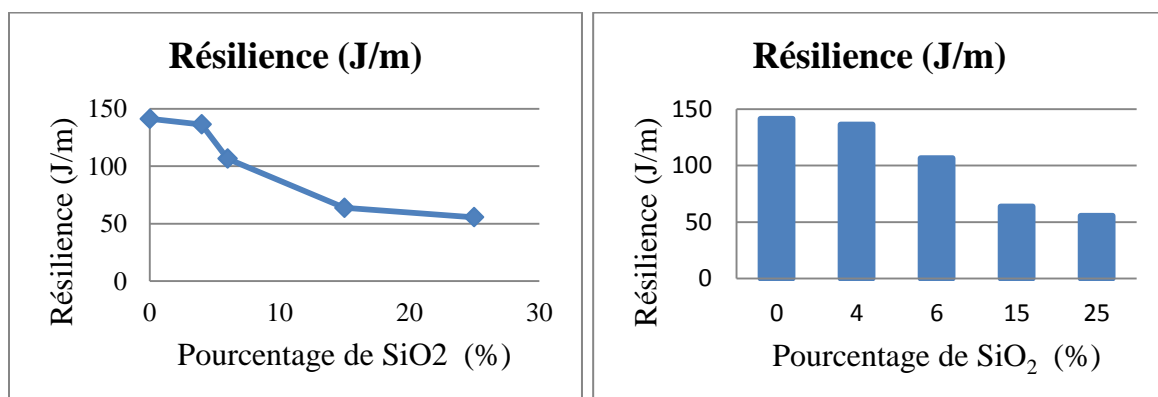 Résilience (J/m)
Résilience (J/m)
150
100
50
0
0 10 20 30
Pourcentage de SiO2 (%)
Résilience (J/m)
Résilience (J/m)
150
100
50
0
0 4 6 15 25
Pourcentage de SiO₂ (%)